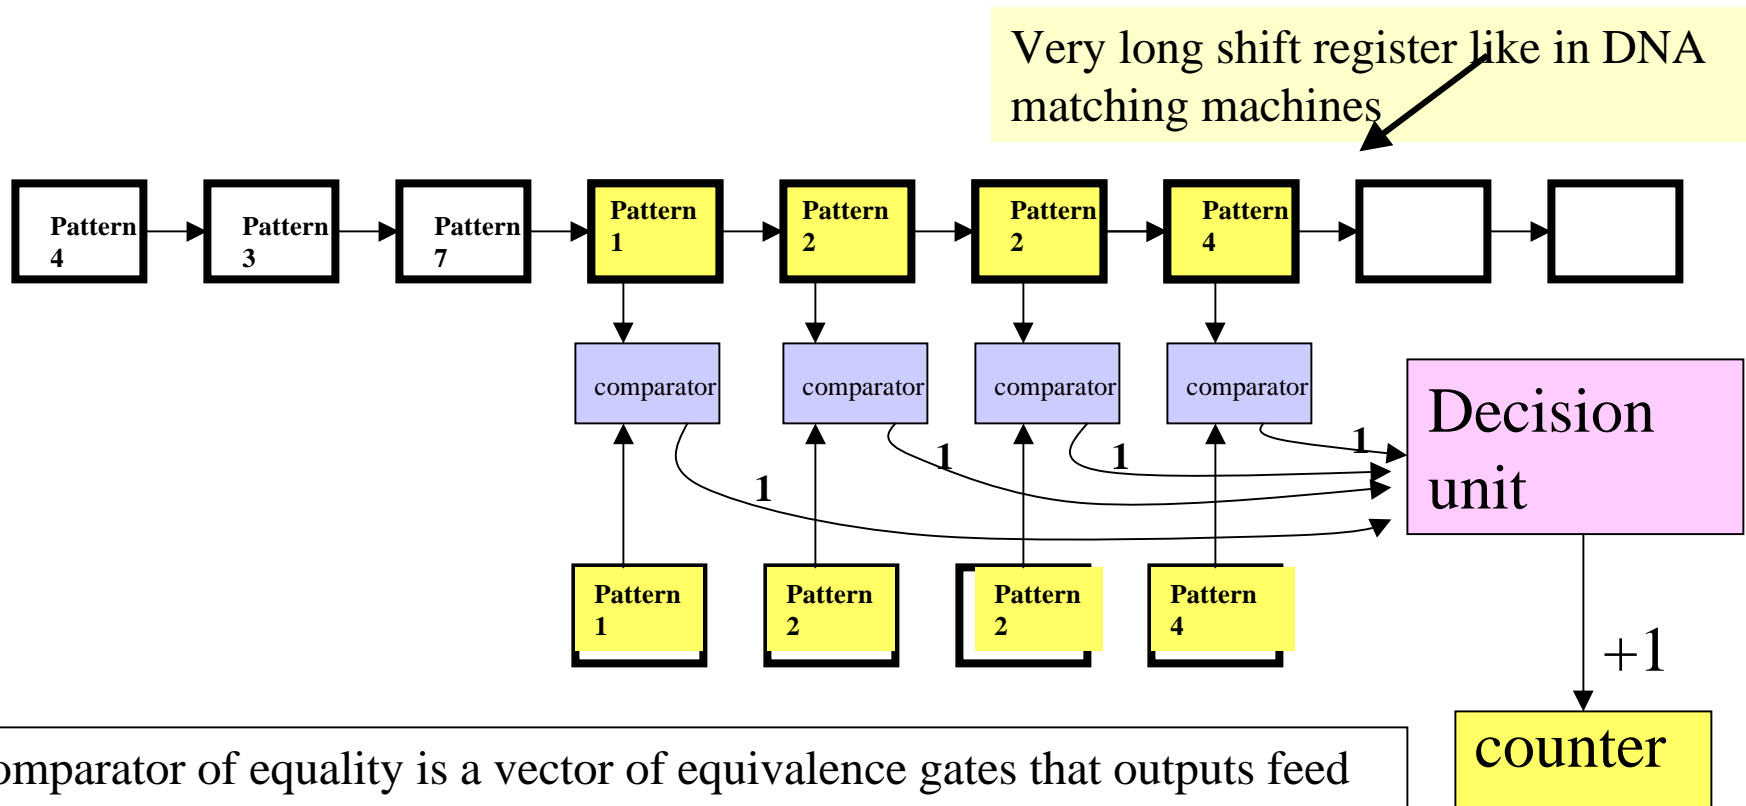 Very long shift register like in DNA
matching machines
Pattern
4
Pattern
3
Pattern
7
Pattern
1
Pattern
2
Pattern
2
Pattern
4
comparator
comparator
comparator
comparator
Decision
unit
1
1
1
1
Pattern
1
Pattern
2
Pattern
2
Pattern
4
+1
counter
omparator of equality is a vector of equivalence gates that outputs feed